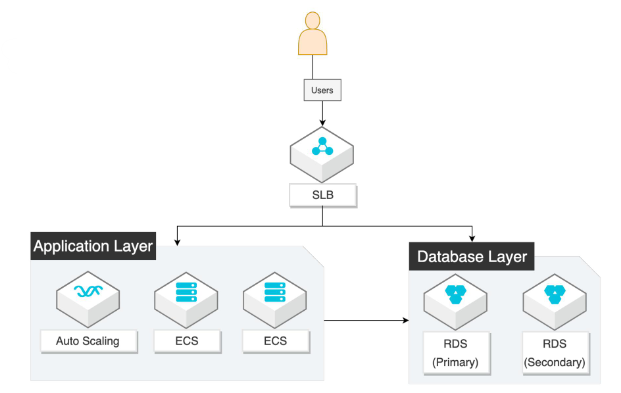 Users
SLB
Application Layer
Database Layer
Auto Scaling
ECS
ECS
RDS
(Primary)
RDS
(Secondary)